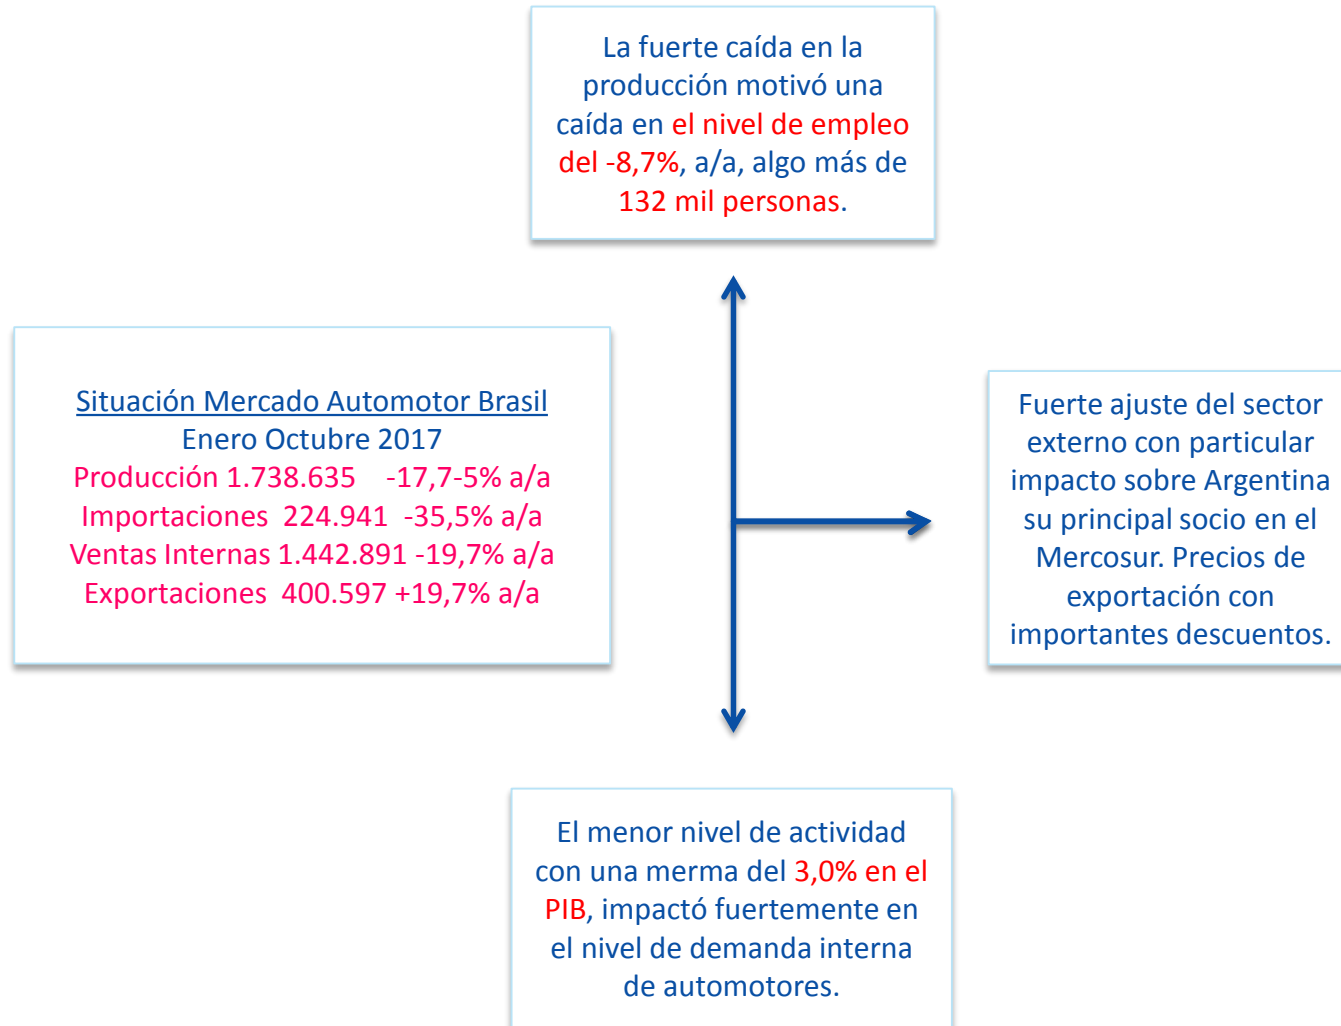 La fuerte caída en la
producción motivó una
caída en el nivel de empleo
del -8,7%, a/a, algo más de
132 mil personas.
Situación Mercado Automotor Brasil
Enero Octubre 2017
Producción 1.738.635 -17,7-5% a/a
Importaciones 224.941 -35,5% a/a
Ventas Internas 1.442.891 -19,7% a/a
Exportaciones 400.597 +19,7% a/a
Fuerte ajuste del sector
externo con particular
impacto sobre Argentina
su principal socio en el
Mercosur. Precios de
exportación con
importantes descuentos.
El menor nivel de actividad
con una merma del 3,0% en el
PIB, impactó fuertemente en
el nivel de demanda interna
de automotores.